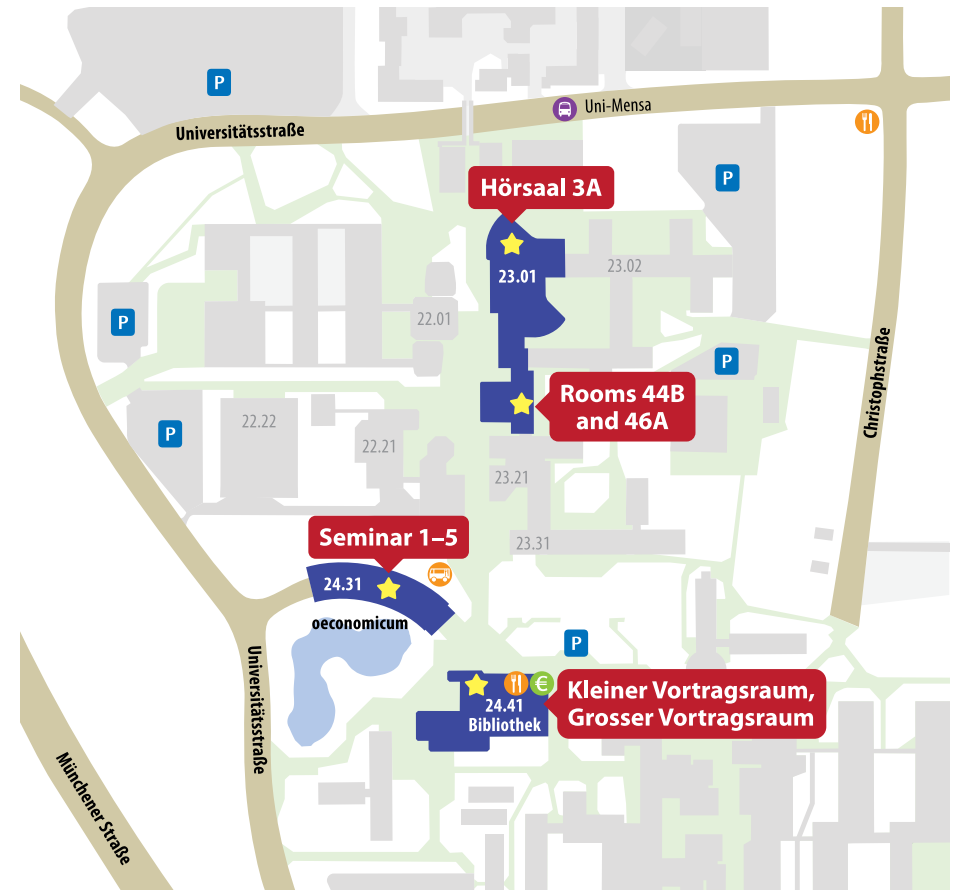 P
Uni-Mensa
Universitätsstraße
P
Hörsaal 3A
23.01
23.02
P
22.01
P
Rooms 44B
and 46A
Christophstraße
22.22
P
22.21
23.21
Seminar 1–5
23.31
24.31
oeconomicum
P
Universitätsstraße
€
Kleiner Vortragsraum,
Grosser Vortragsraum
24.41
Bibliothek
Münchener Straße